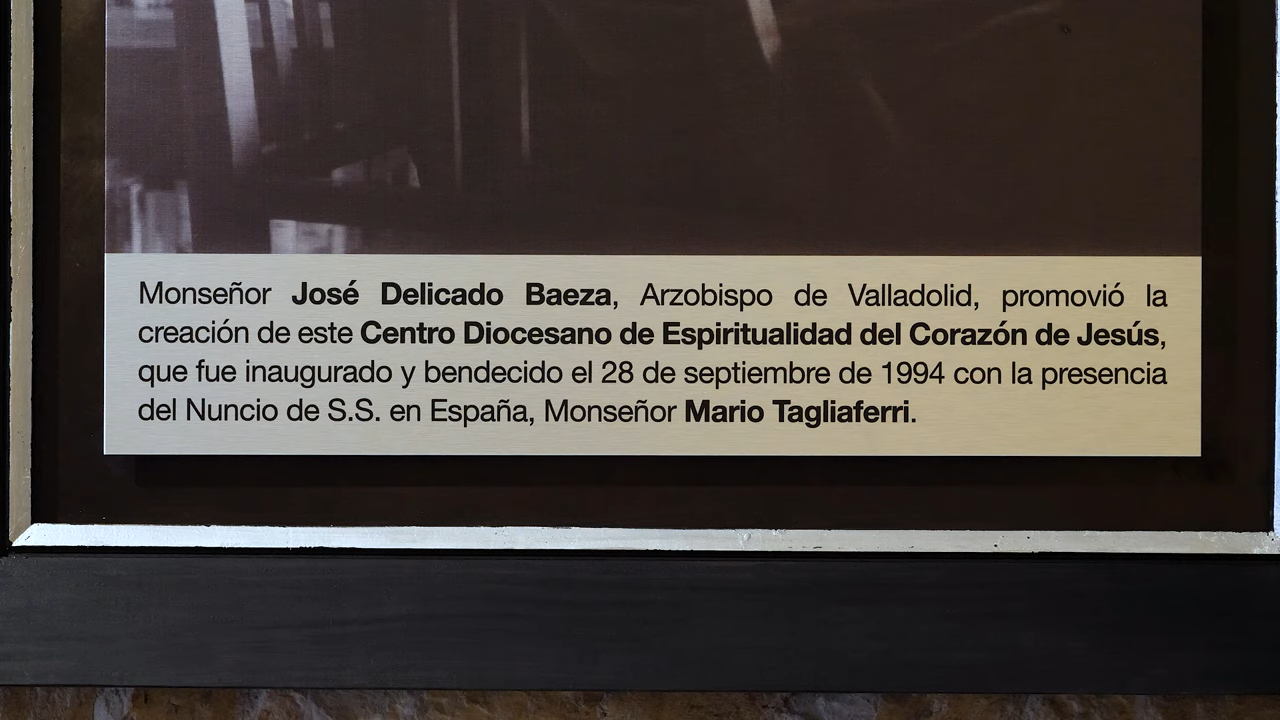 Monseñor José Delicado Baeza, Arzobispo de Valladolid, promovió la
creación de este Centro Diocesano de Espiritualidad del Corazón de Jesús,
que fue inaugurado y bendecido el 28 de septiembre de 1994 con la presencia
del Nuncio de S.S. en España, Monseñor Mario Tagliaferri.